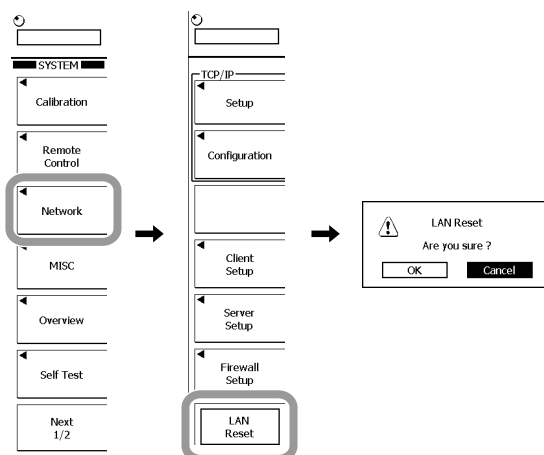 SYSTEM
Calibration
Remote
Control
Network
MISC
Overview
Self Test
Next
1/2
TCP/IP
Setup
Configuration
Client
Setup
Server
Setup
Firewall
Setup
LAN
Reset
LAN Reset
Are you sure ?
OK
Cancel